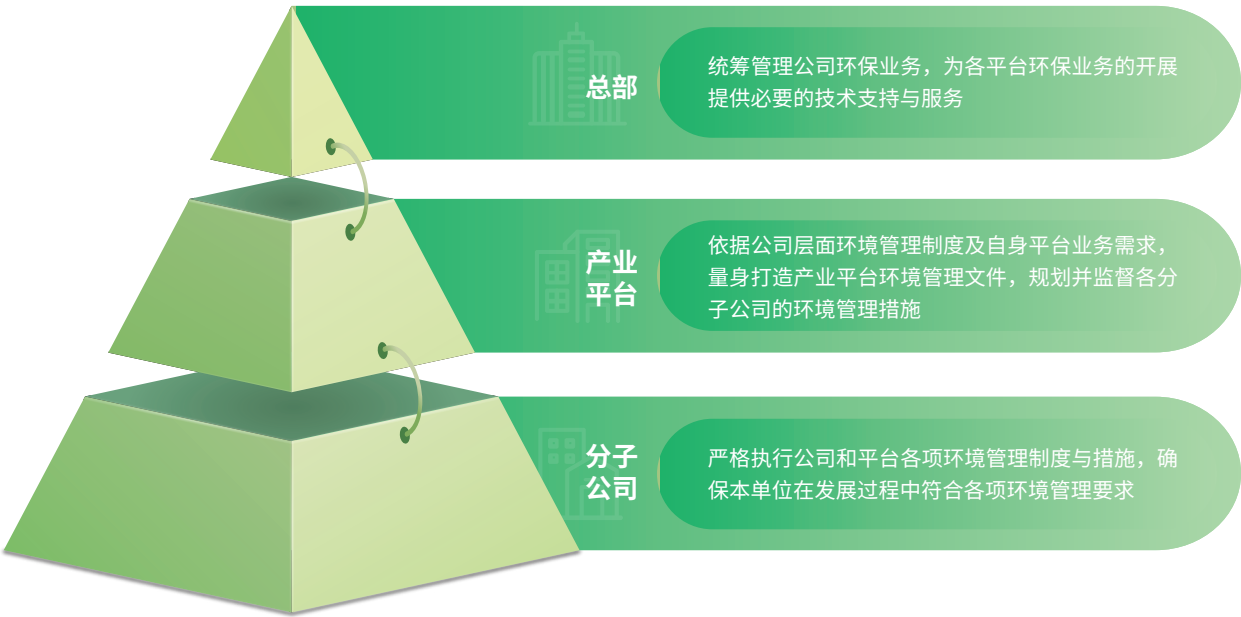 总部
统筹管理公司环保业务，为各平台环保业务的开展
提供必要的技术支持与服务
产业
平台
依据公司层面环境管理制度及自身平台业务需求，
量身打造产业平台环境管理文件，规划并监督各分
子公司的环境管理措施
分子
公司
严格执行公司和平台各项环境管理制度与措施，确
保本单位在发展过程中符合各项环境管理要求